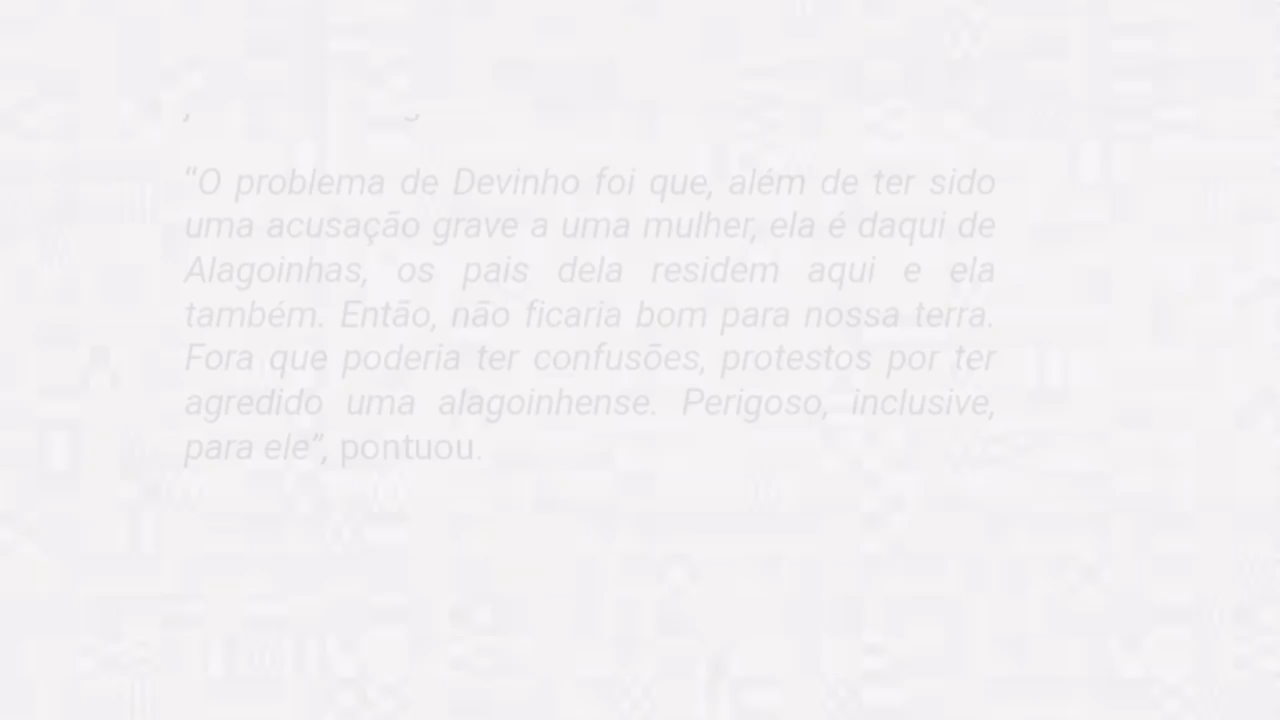 “O problema de Devinho foi que, além de ter sido
uma acusação grave a uma mulher, ela é daqui de
Alagoinhas, os pais dela residem aqui e ela
também. Então, não ficaria bom para nossa terra.
Fora que poderia ter confusões, protestos por ter
agredido uma alagoinhense. Perigoso, inclusive,
para ele”, pontuou.